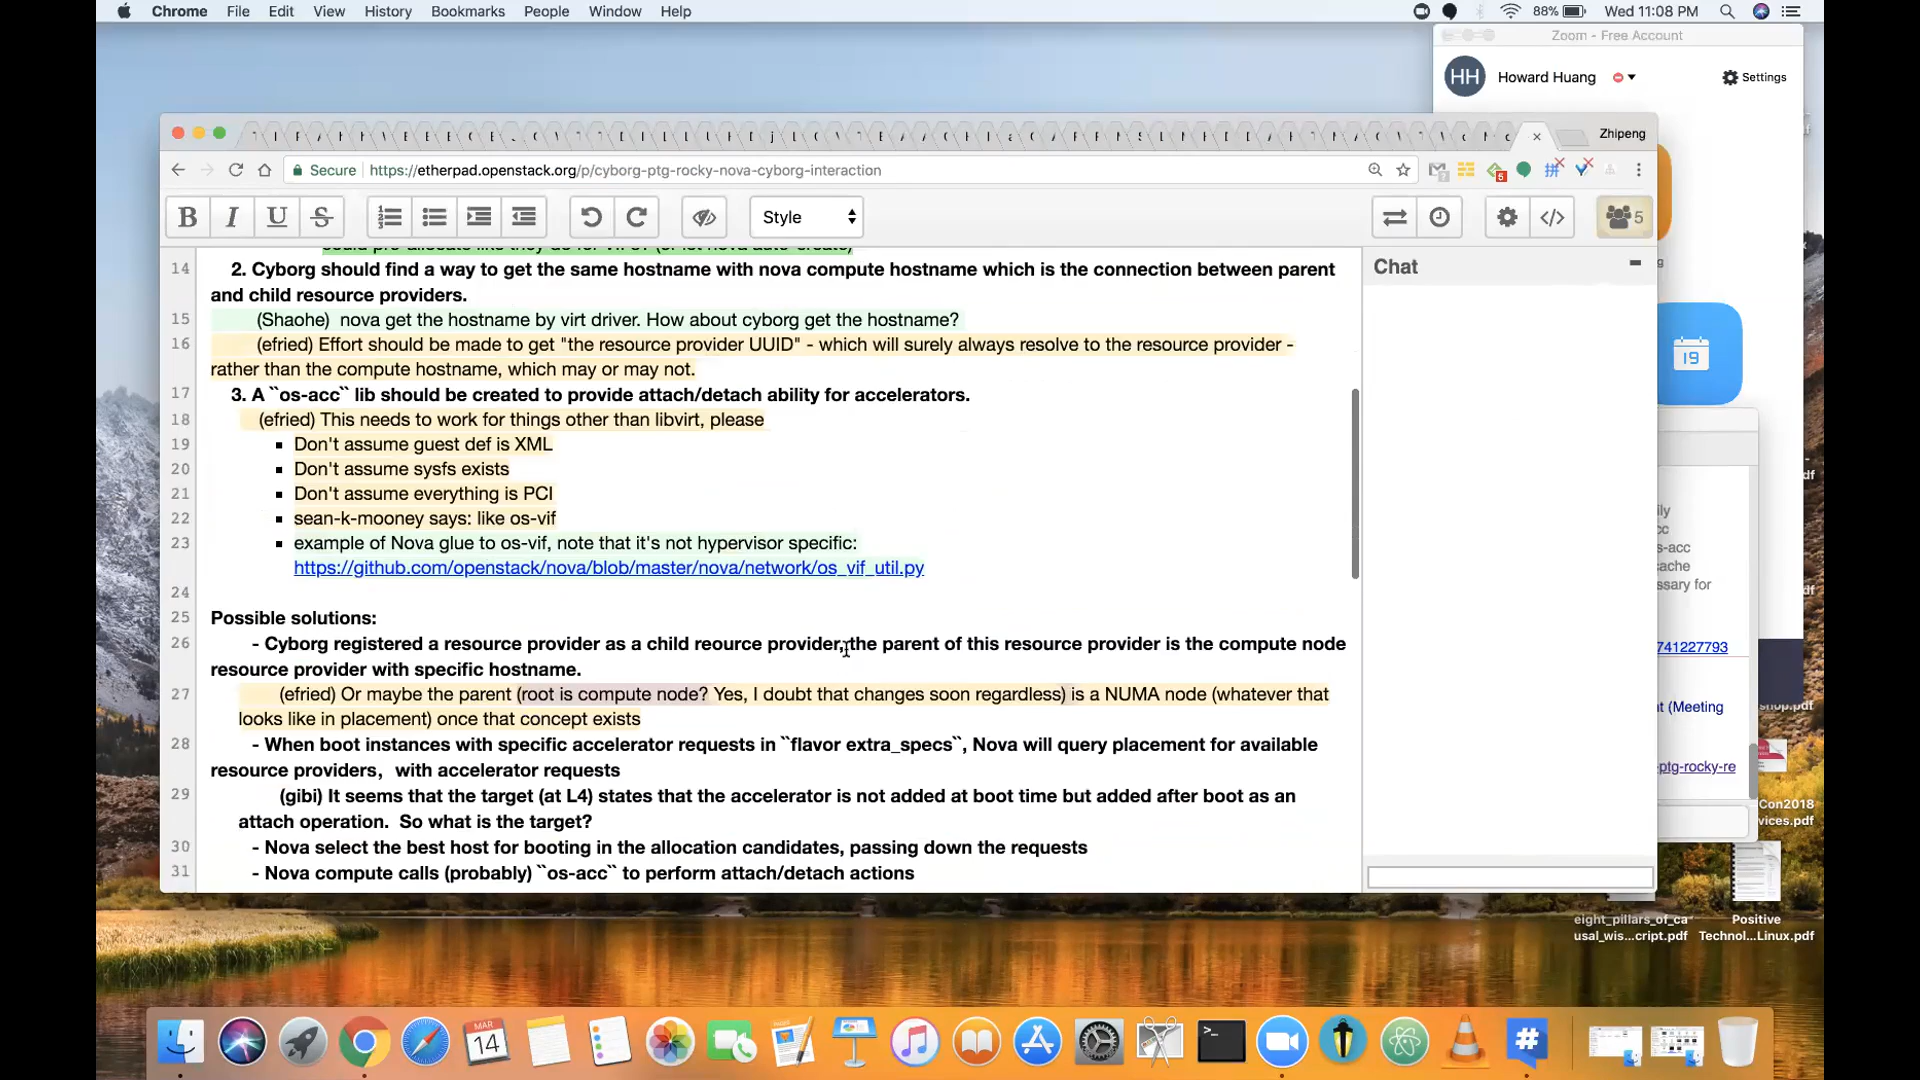 Chrome File Edit View History Bookmarks People Window Help
88% Wed 11:08 PM
Zoom - Free Account
HH Howard Huang Settings
Zhipeng
Secure https://etherpad.openstack.org/p/cyborg-ptg-rocky-nova-cyborg-interaction
5
Style
5
14 2. Cyborg should find a way to get the same hostname with nova compute hostname which is the connection between parent
and child resource providers.
15 (Shaohe) nova get the hostname by virt driver. How about cyborg get the hostname?
16 (efried) Effort should be made to get "the resource provider UUID" - which will surely always resolve to the resource provider -
rather than the compute hostname, which may or may not.
17 3. A ``os-acc`` lib should be created to provide attach/detach ability for accelerators.
18 (efried) This needs to work for things other than libvirt, please
19 ▪ Don't assume guest def is XML
20 ▪ Don't assume sysfs exists
21 ▪ Don't assume everything is PCI
22 ▪ sean-k-mooney says: like os-vif
23 ▪ example of Nova glue to os-vif, note that it's not hypervisor specific:
https://github.com/openstack/nova/blob/master/nova/network/os_vif_util.py
24
25 Possible solutions:
26 - Cyborg registered a resource provider as a child reource provider,the parent of this resource provider is the compute node
resource provider with specific hostname.
27 (efried) Or maybe the parent (root is compute node? Yes, I doubt that changes soon regardless) is a NUMA node (whatever that
looks like in placement) once that concept exists
28 - When boot instances with specific accelerator requests in ``flavor extra_specs``, Nova will query placement for available
resource providers, with accelerator requests
29 (gibi) It seems that the target (at L4) states that the accelerator is not added at boot time but added after boot as an
attach operation. So what is the target?
30 - Nova select the best host for booting in the allocation candidates, passing down the requests
31 - Nova compute calls (probably) ``os-acc`` to perform attach/detach actions
Chat
19
741227793
t (Meeting
-ptg-rocky-re
Con2018
vices.pdf
eight_pillars_of_ca
usal_wis...cript.pdf
Positive
Technol...Linux.pdf
MAR
14